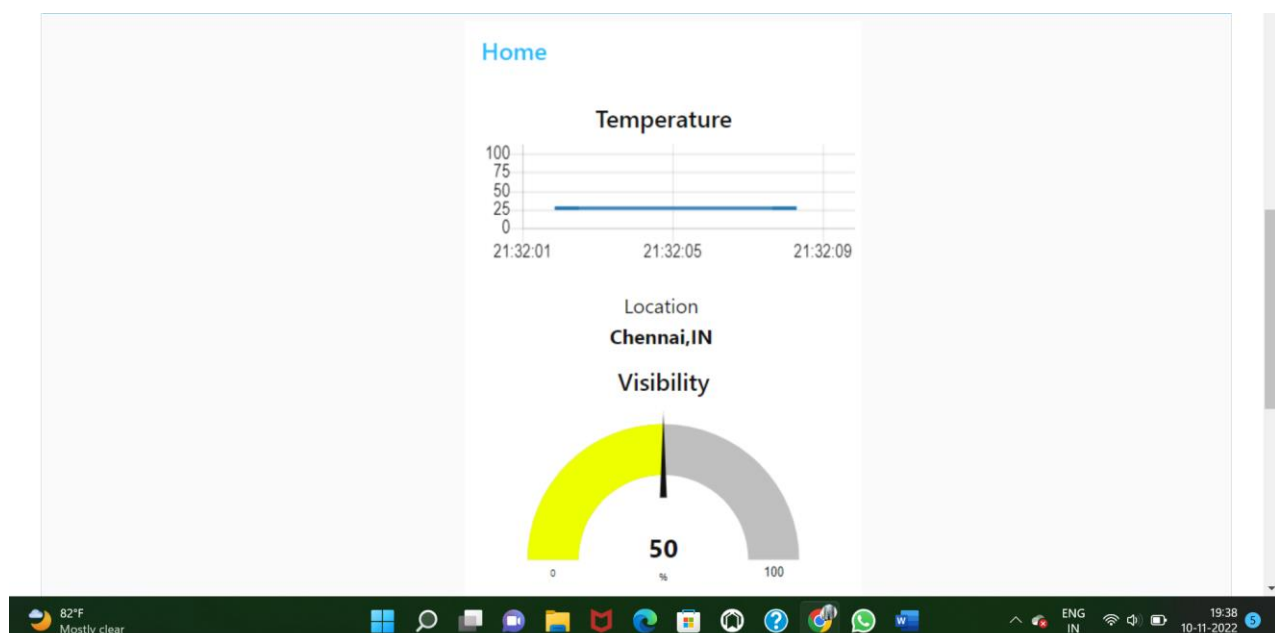 Home
Temperature
100
75
50
25
0
21:32:01 21:32:05 21:32:09
Location
Chennai,IN
Visibility
50
0 % 100
82°F
Mostly clear
W
ENG
IN
19:38
10-11-2022
5